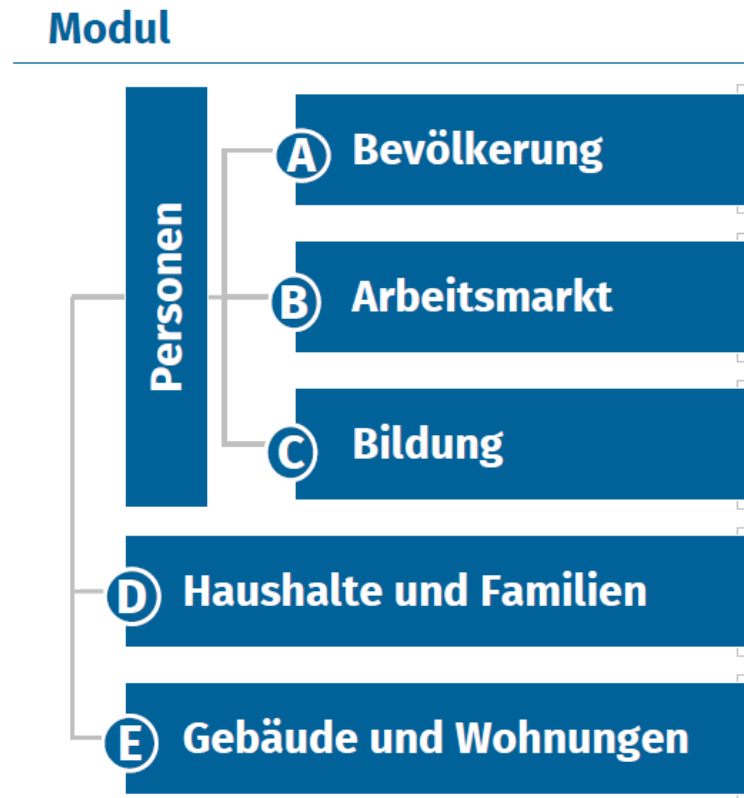 Modul
Personen
A Bevölkerung
B Arbeitsmarkt
C Bildung
D Haushalte und Familien
E Gebäude und Wohnungen